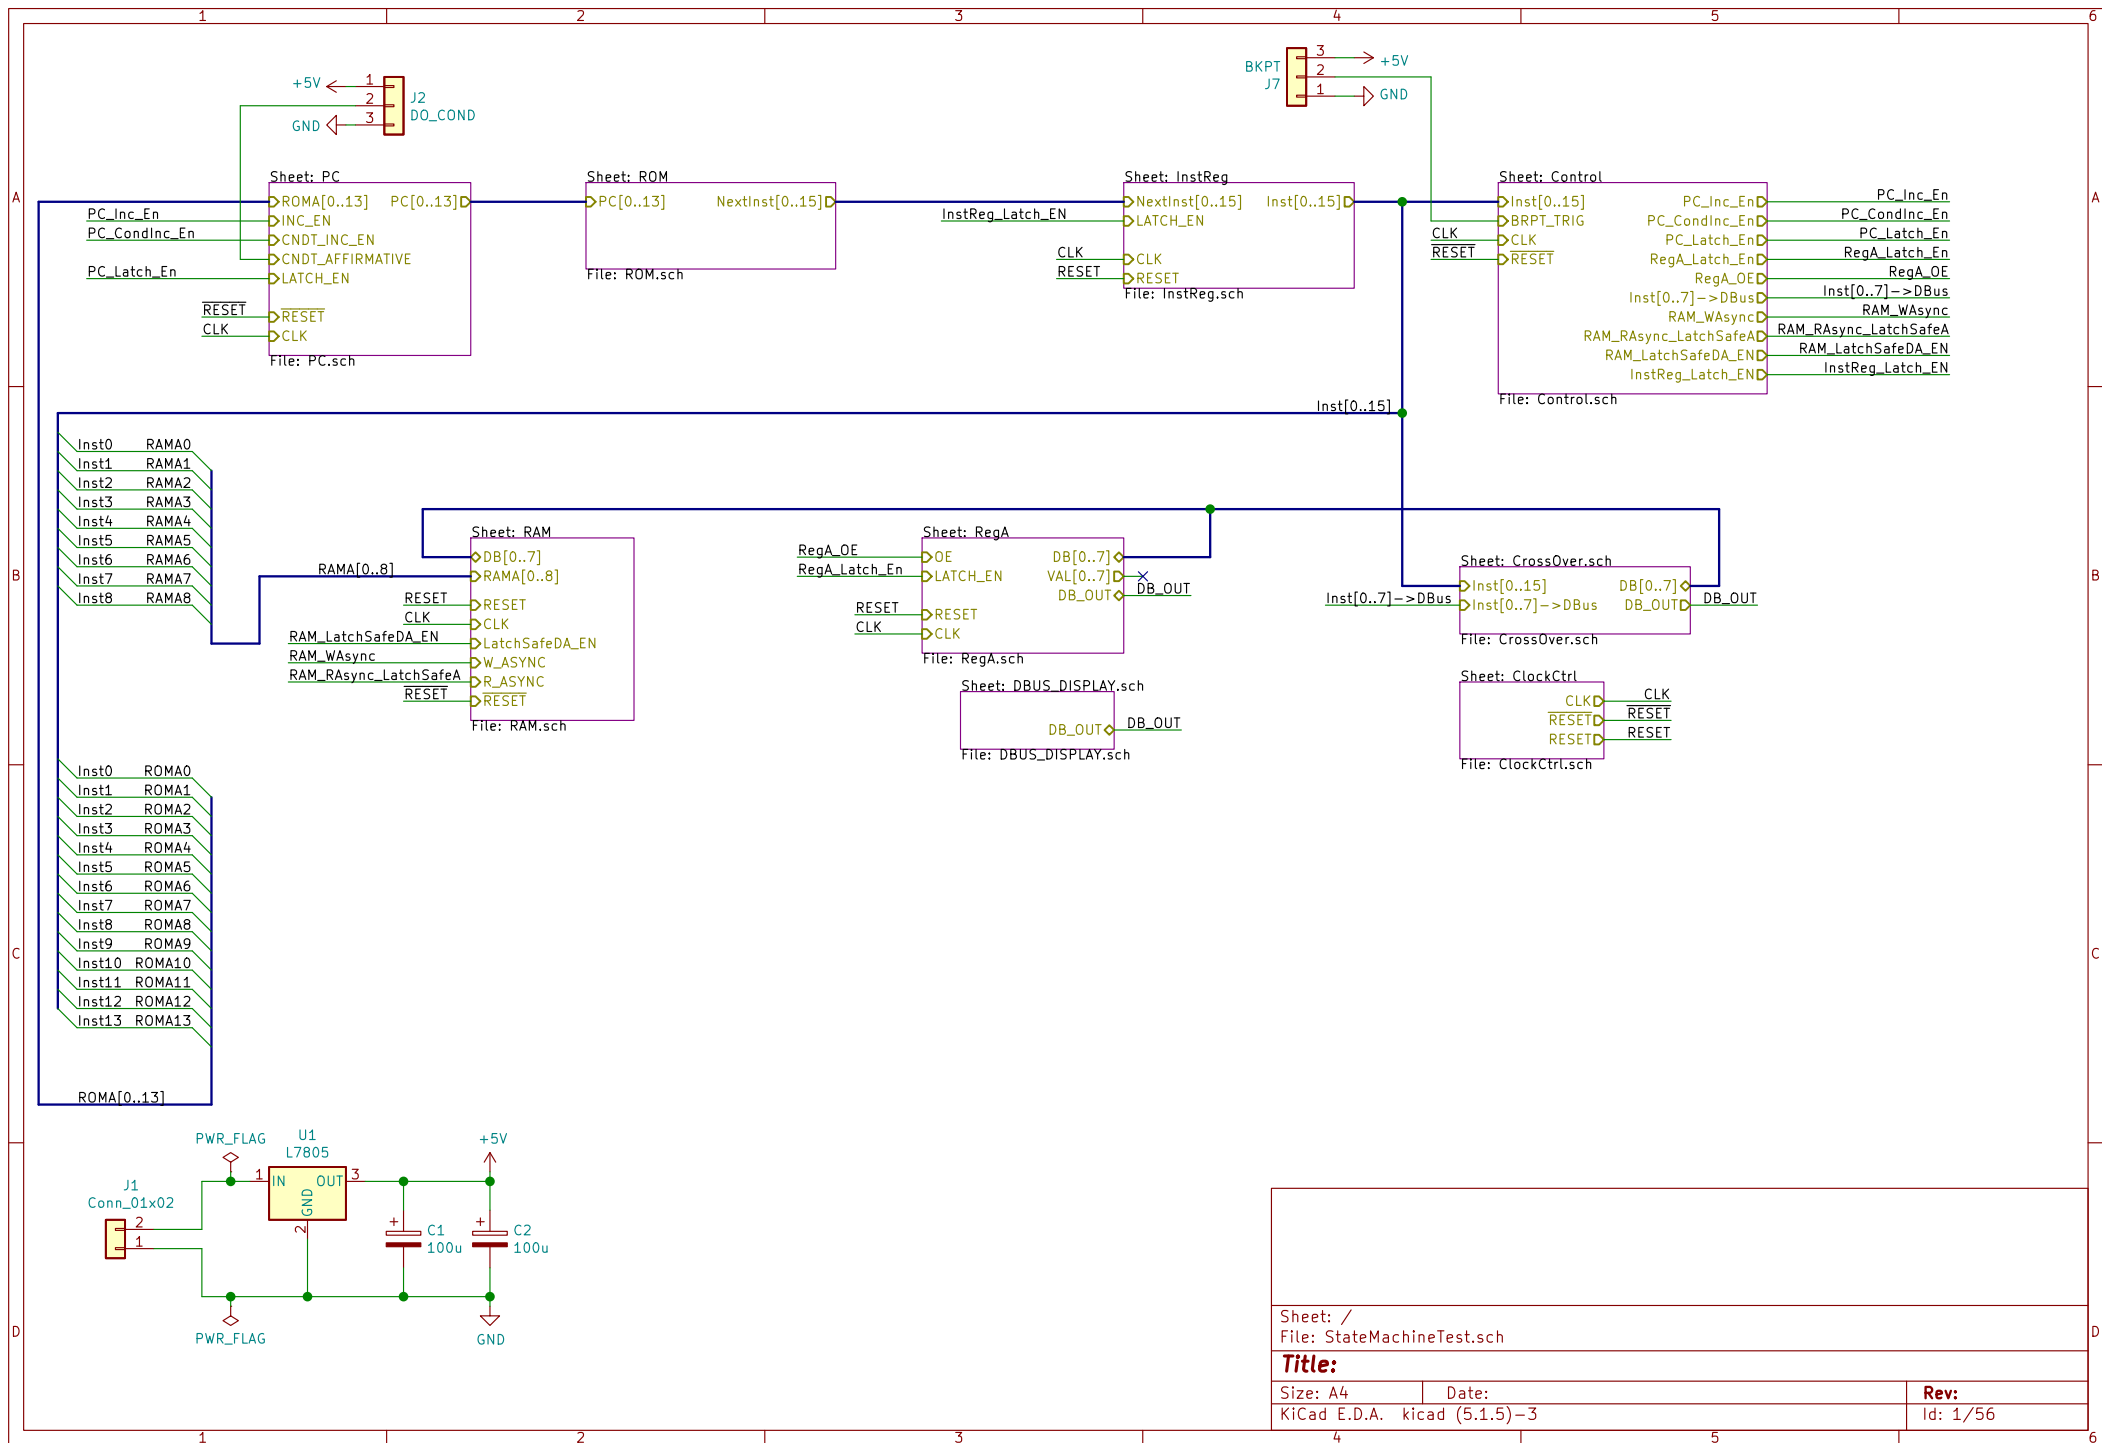 1 2 3 4 5 6
A
B
C
D
+5V
GND
1
2
3
J2
DO_COND
BKPT
J7
3
2
1
+5V
GND
Sheet: PC
ROMA[0..13]
INC_EN
CNDT_INC_EN
CNDT_AFFIRMATIVE
LATCH_EN
RESET
CLK
PC[0..13]
File: PC.sch
PC_Inc_En
PC_CondInc_En
PC_Latch_En
RESET
CLK
Sheet: ROM
PC[0..13]
NextInst[0..15]
File: ROM.sch
Sheet: InstReg
NextInst[0..15]
LATCH_EN
CLK
RESET
Inst[0..15]
File: InstReg.sch
InstReg_Latch_EN
CLK
RESET
Sheet: Control
Inst[0..15]
BRPT_TRIG
CLK
RESET
PC_Inc_En
PC_CondInc_En
PC_Latch_En
RegA_Latch_En
RegA_OE
Inst[0..7]->DBus
RAM_WAsync
RAM_RAsync_LatchSafeA
RAM_LatchSafeDA_EN
InstReg_Latch_EN
File: Control.sch
CLK
RESET
PC_Inc_En
PC_CondInc_En
PC_Latch_En
RegA_Latch_En
RegA_OE
Inst[0..7]->DBus
RAM_WAsync
RAM_RAsync_LatchSafeA
RAM_LatchSafeDA_EN
InstReg_Latch_EN
Inst[0..15]
Inst0 RAMA0
Inst1 RAMA1
Inst2 RAMA2
Inst3 RAMA3
Inst4 RAMA4
Inst5 RAMA5
Inst6 RAMA6
Inst7 RAMA7
Inst8 RAMA8
RAMA[0..8]
Sheet: RAM
DB[0..7]
RAMA[0..8]
RESET
CLK
LatchSafeDA_EN
W_ASYNC
R_ASYNC
RESET
File: RAM.sch
RESET
CLK
RAM_LatchSafeDA_EN
RAM_WAsync
RAM_RAsync_LatchSafeA
RESET
Sheet: RegA
OE
LATCH_EN
RESET
CLK
DB[0..7]
VAL[0..7]
DB_OUT
File: RegA.sch
RegA_OE
RegA_Latch_En
RESET
CLK
DB_OUT
Sheet: DBUS_DISPLAY.sch
DB_OUT
File: DBUS_DISPLAY.sch
DB_OUT
Sheet: CrossOver.sch
Inst[0..15]
Inst[0..7]->DBus
DB[0..7]
DB_OUT
File: CrossOver.sch
Inst[0..7]->DBus
DB_OUT
Sheet: ClockCtrl
CLK
RESET
RESET
File: ClockCtrl.sch
CLK
RESET
RESET
Inst0 ROMA0
Inst1 ROMA1
Inst2 ROMA2
Inst3 ROMA3
Inst4 ROMA4
Inst5 ROMA5
Inst6 ROMA6
Inst7 ROMA7
Inst8 ROMA8
Inst9 ROMA9
Inst10 ROMA10
Inst11 ROMA11
Inst12 ROMA12
Inst13 ROMA13
ROMA[0..13]
PWR_FLAG
U1
L7805
IN
OUT
GND
1
3
2
+5V
J1
Conn_01x02
2
1
+
C1
100u
+
C2
100u
PWR_FLAG
GND
Sheet: /
File: StateMachineTest.sch
Title:
Size: A4
Date:
Rev:
KiCad E.D.A. kicad (5.1.5)-3
Id: 1/56
A
B
C
D
1 2 3 4 5 6